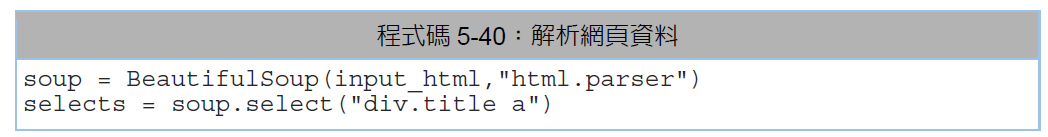 程式碼 5-40：解析網頁資料
soup = BeautifulSoup(input_html,"html.parser")
selects = soup.select("div.title a")